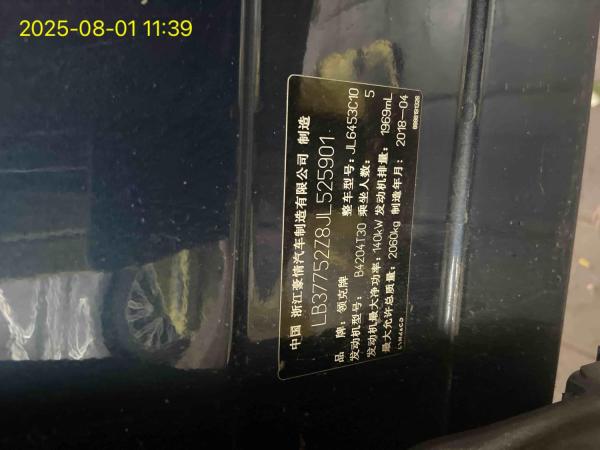 2025-08-01 11:39
中国 浙江豪情汽车制造有限公司 制造
LB37752Z8JL525901
品 牌：领克牌 整车型号：JL6453C10
发动机型号：B4204T30 乘坐人数：5
发动机最大净功率：140kW 发动机排量：1969mL
最大允许总质量：2060kg 制造年月：2018—04
LYNK&CO